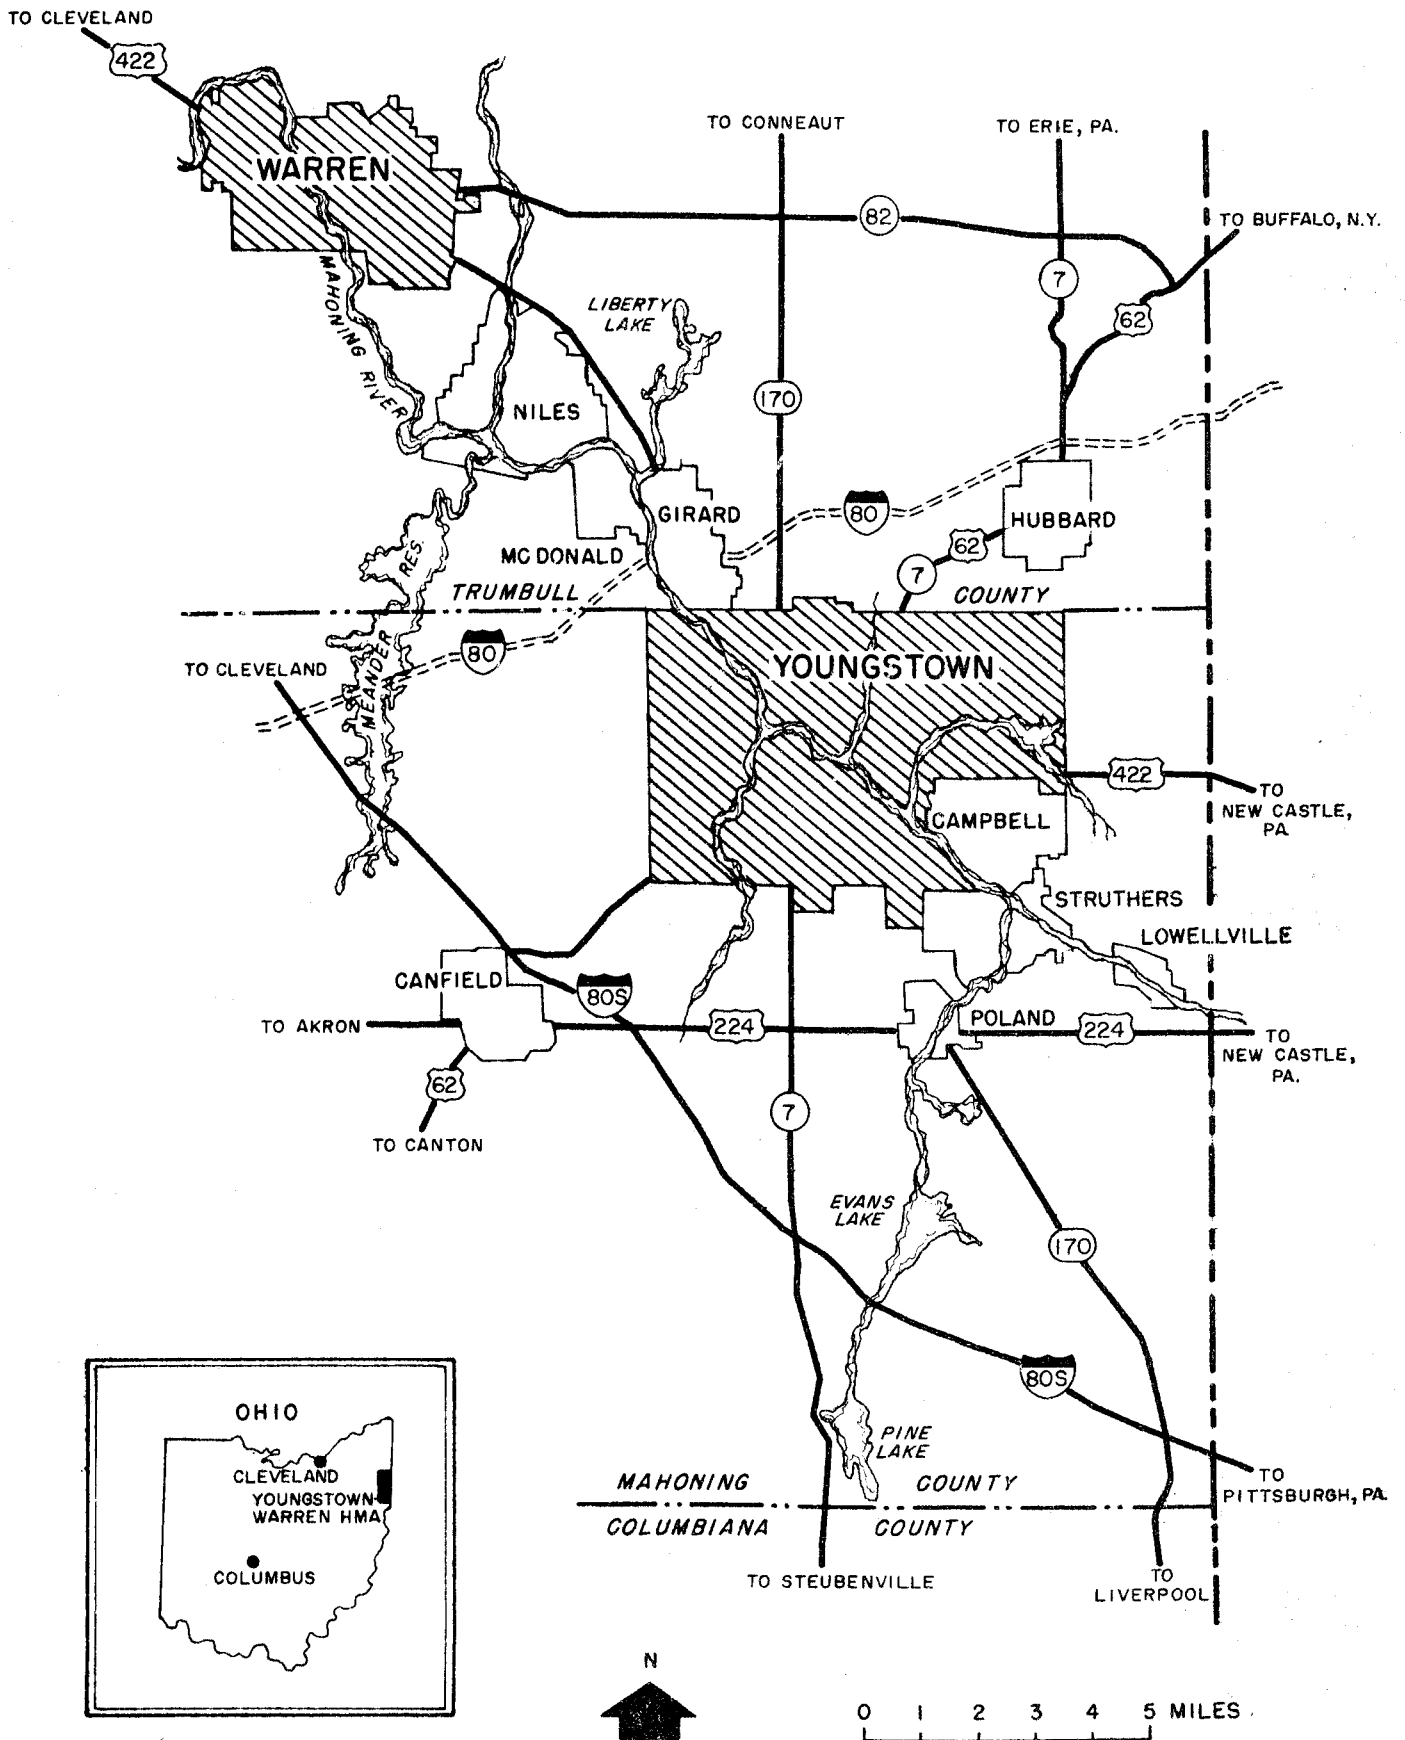 TO CLEVELAND
422
TO CONNEAUT
TO ERIE, PA.
WARREN
82
TO BUFFALO, N.Y.
7
62
MAHONING RIVER
LIBERTY
LAKE
170
NILES
80
GIRARD
HUBBARD
MC DONALD
62
7
RES.
TRUMBULL
COUNTY
80
TO CLEVELAND
MEANDER
YOUNGSTOWN
422
TO
NEW CASTLE,
PA
CAMPBELL
STRUTHERS
LOWELLVILLE
CANFIELD
80S
TO AKRON
224
POLAND
224
TO
NEW CASTLE,
PA.
62
7
TO CANTON
EVANS
LAKE
170
80S
PINE
LAKE
MAHONING
COUNTY
TO
PITTSBURGH, PA.
COLUMBIANA
COUNTY
TO STEUBENVILLE
TO
LIVERPOOL
OHIO
CLEVELAND
YOUNGSTOWN-
WARREN HMA
COLUMBUS
N
0 1 2 3 4 5 MILES